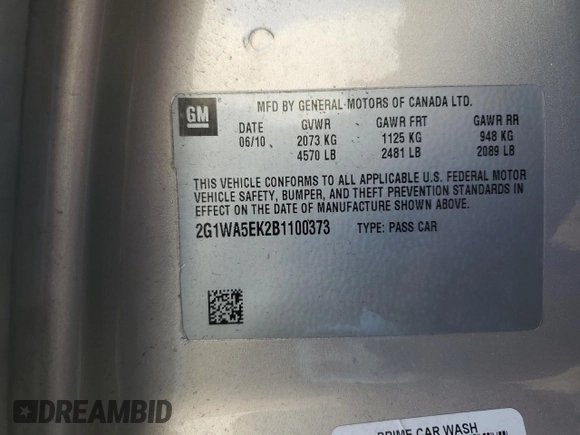 GM
MFD BY GENERAL MOTORS OF CANADA LTD.
DATE GVWR GAWR FRT GAWR RR
06/10 2073 KG 1125 KG 948 KG
4570 LB 2481 LB 2089 LB
THIS VEHICLE CONFORMS TO ALL APPLICABLE U.S. FEDERAL MOTOR
VEHICLE SAFETY, BUMPER, AND THEFT PREVENTION STANDARDS IN
EFFECT ON THE DATE OF MANUFACTURE SHOWN ABOVE.
2G1WA5EK2B1100373 TYPE: PASS CAR
DREAMBID
PRIME CAR WASH